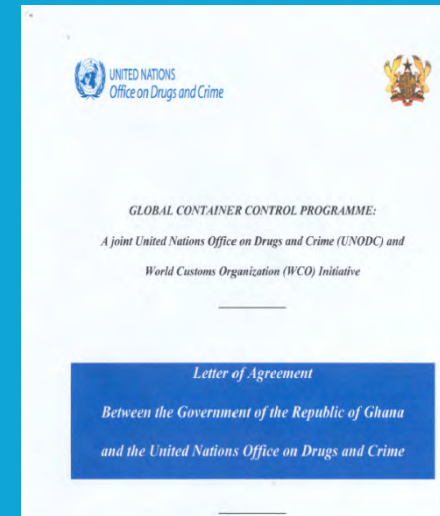 UNITED NATIONS
Office on Drugs and Crime
GLOBAL CONTAINER CONTROL PROGRAMME:
A joint United Nations Office on Drugs and Crime (UNODC) and
World Customs Organization (WCO) Initiative
Letter of Agreement
Between the Government of the Republic of Ghana
and the United Nations Office on Drugs and Crime